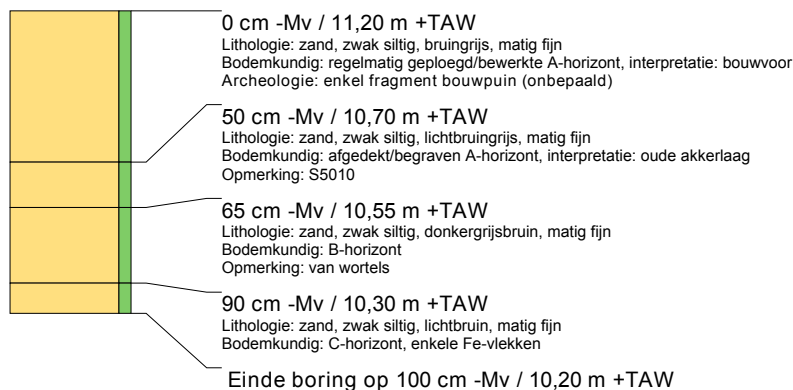 0 cm -Mv / 11,20 m +TAW
Lithologie: zand, zwak siltig, bruingrijs, matig fijn
Bodemkundig: regelmatig geploegd/bewerkte A-horizont, interpretatie: bouwvoor
Archeologie: enkel fragment bouwpuin (onbepaald)
50 cm -Mv / 10,70 m +TAW
Lithologie: zand, zwak siltig, lichtbruingrijs, matig fijn
Bodemkundig: afgedekt/begraven A-horizont, interpretatie: oude akkerlaag
Opmerking: S5010
65 cm -Mv / 10,55 m +TAW
Lithologie: zand, zwak siltig, donkergrijsbruin, matig fijn
Bodemkundig: B-horizont
Opmerking: van wortels
90 cm -Mv / 10,30 m +TAW
Lithologie: zand, zwak siltig, lichtbruin, matig fijn
Bodemkundig: C-horizont, enkele Fe-vlekken
Einde boring op 100 cm -Mv / 10,20 m +TAW